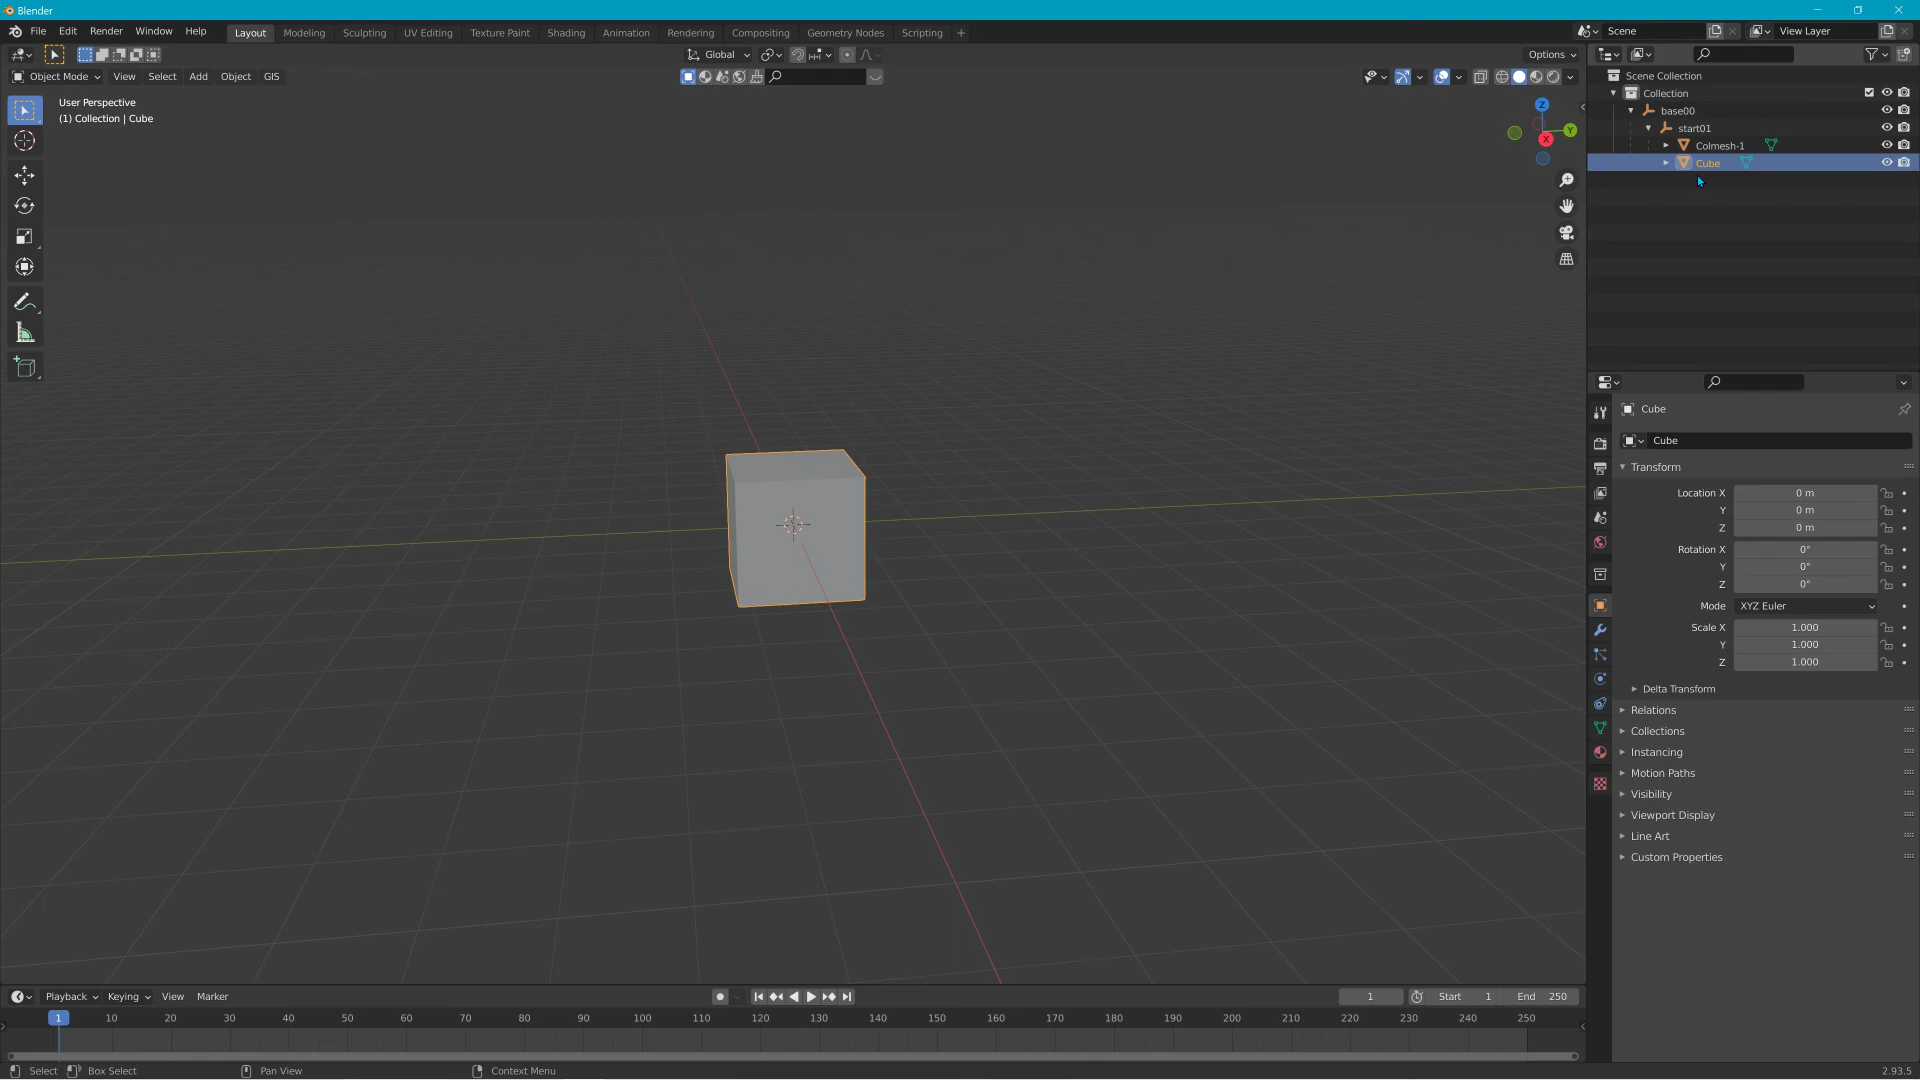 Blender
File Edit Render Window Help
Layout Modeling Sculpting UV Editing Texture Paint Shading Animation Rendering Compositing Geometry Nodes Scripting +
Scene
View Layer
Global
Options
Object Mode View Select Add Object GIS
User Perspective
(1) Collection | Cube
Z
Y
X
Scene Collection
Collection
base00
start01
Colmesh-1
Cube
Cube
Cube
Transform
Location X 0 m
Y 0 m
Z 0 m
Rotation X 0°
Y 0°
Z 0°
Mode XYZ Euler
Scale X 1.000
Y 1.000
Z 1.000
Delta Transform
Relations
Collections
Instancing
Motion Paths
Visibility
Viewport Display
Line Art
Custom Properties
Playback Keying View Marker
1
Start 1
End 250
1 10 20 30 40 50 60 70 80 90 100 110 120 130 140 150 160 170 180 190 200 210 220 230 240 250
Select Box Select Pan View Context Menu
2.93.5